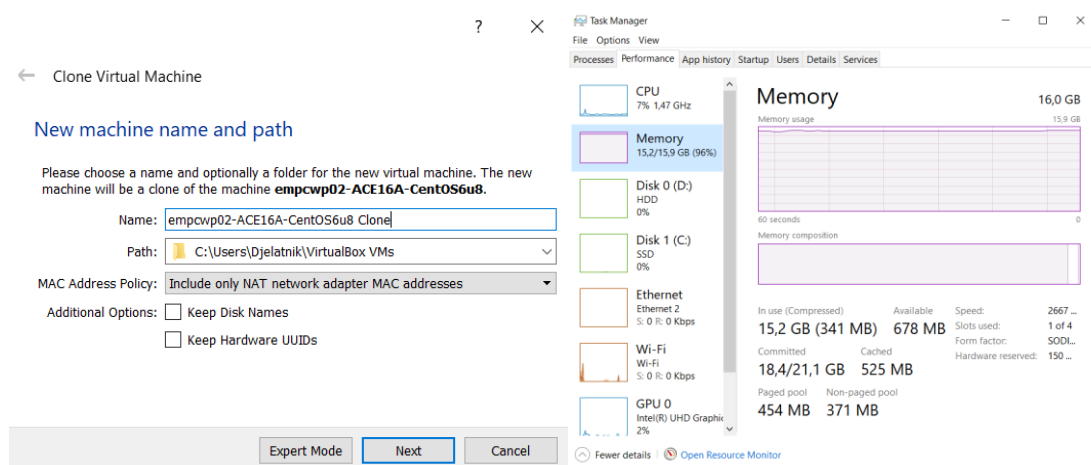 ?
Clone Virtual Machine
New machine name and path
Please choose a name and optionally a folder for the new virtual machine. The new
machine will be a clone of the machine empcwp02-ACE16A-CentOS6u8.
Name: empcwp02-ACE16A-CentOS6u8 Clone
Path: C:\Users\Djelatnik\VirtualBox VMs
MAC Address Policy: Include only NAT network adapter MAC addresses
Additional Options: Keep Disk Names
Keep Hardware UUIDs
Expert Mode Next Cancel
Task Manager
File Options View
Processes Performance App history Startup Users Details Services
CPU
7% 1,47 GHz
Memory
15,2/15,9 GB (96%)
Disk 0 (D:)
HDD
0%
Disk 1 (C:)
SSD
0%
Ethernet
Ethernet 2
S: 0 R: 0 Kbps
Wi-Fi
Wi-Fi
S: 0 R: 0 Kbps
GPU 0
Intel(R) UHD Graphic
2%
Memory 16,0 GB
Memory usage 15,9 GB
60 seconds 0
Memory composition
In use (Compressed) Available
15,2 GB (341 MB) 678 MB
Committed Cached
18,4/21,1 GB 525 MB
Paged pool Non-paged pool
454 MB 371 MB
Speed: 2667 ...
Slots used: 1 of 4
Form factor: SODI...
Hardware reserved: 150 ...
Fewer details Open Resource Monitor